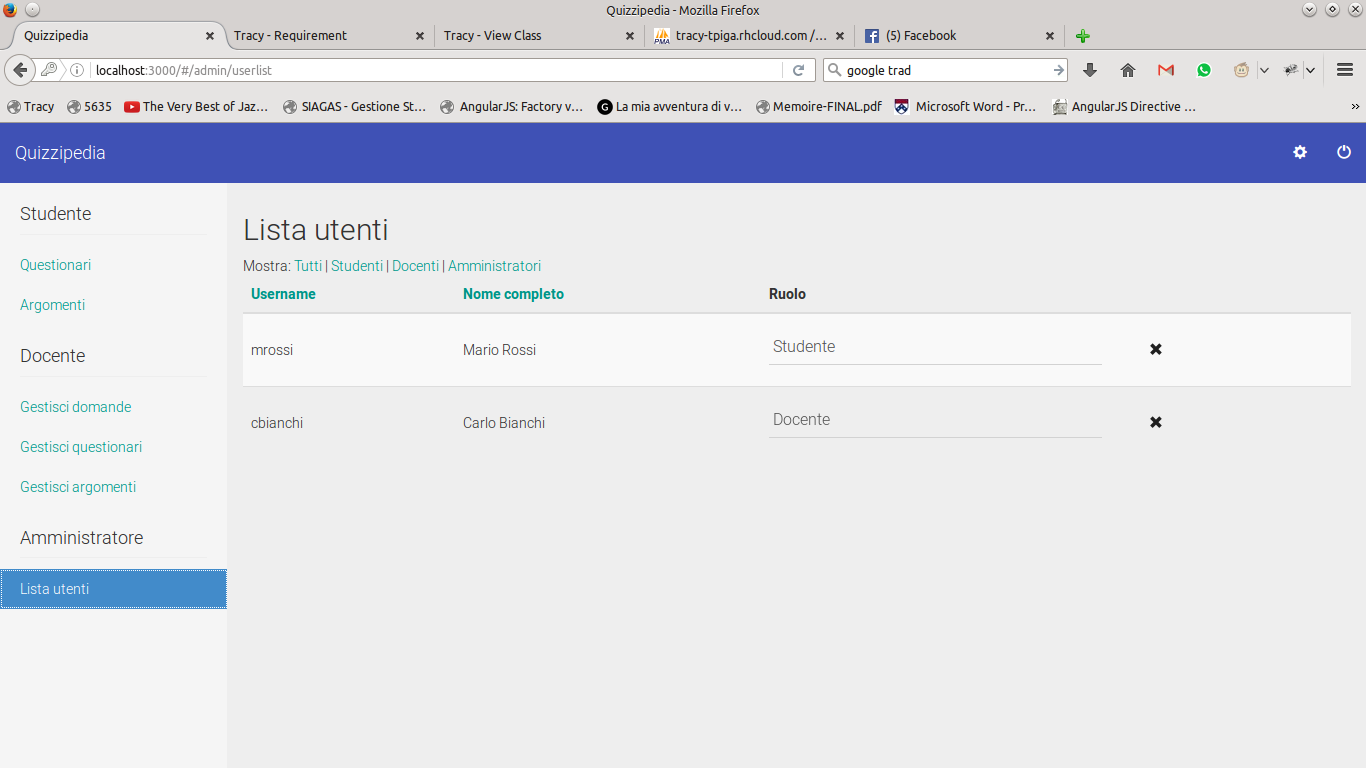 Quizzipedia - Mozilla Firefox
Quizzipedia Tracy - Requirement Tracy - View Class PMA tracy-tpiga.rhcloud.com /... (5) Facebook
localhost:3000/#/admin/userlist google trad
Tracy 5635 The Very Best of Jaz... SIAGAS - Gestione St... AngularJS: Factory v... G La mia avventura di v... Memoire-FINAL.pdf Microsoft Word - Pr... AngularJS Directive ... »
Quizzipedia
Studente
Questionari
Argomenti
Docente
Gestisci domande
Gestisci questionari
Gestisci argomenti
Amministratore
Lista utenti
Lista utenti
Mostra: Tutti | Studenti | Docenti | Amministratori
Username Nome completo Ruolo
mrossi Mario Rossi Studente
cbianchi Carlo Bianchi Docente